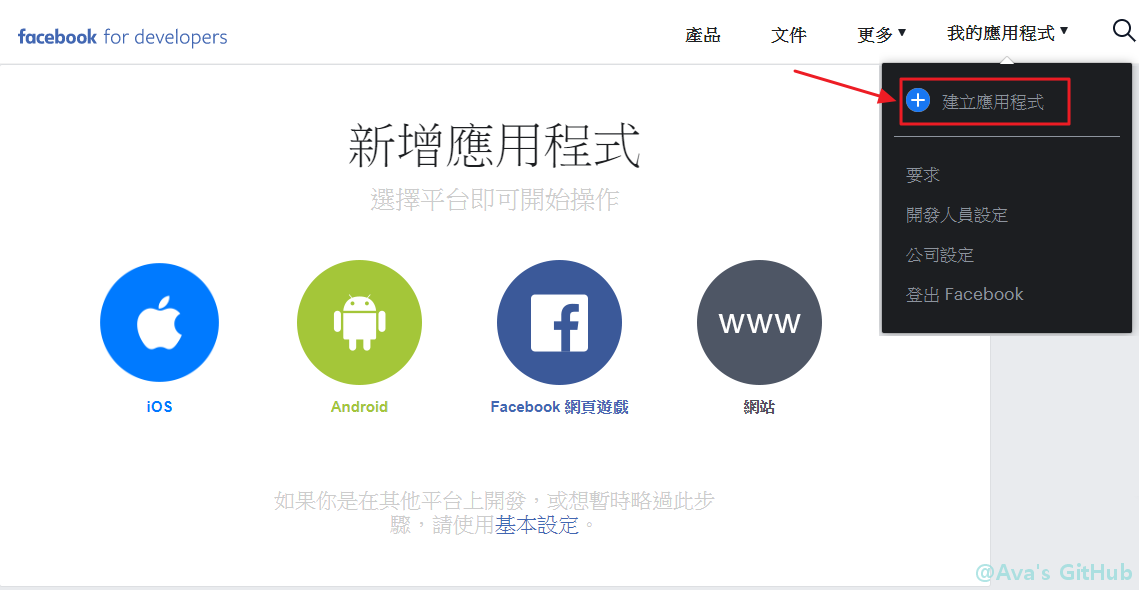 facebook for developers
產品
文件
更多
我的應用程式
建立應用程式
要求
開發人員設定
公司設定
登出 Facebook
新增應用程式
選擇平台即可開始操作
www
iOS
Android
Facebook 網頁遊戲
網站
如果你是在其他平台上開發，或想暫時略過此步
驟，請使用基本設定。
@Ava's GitHub